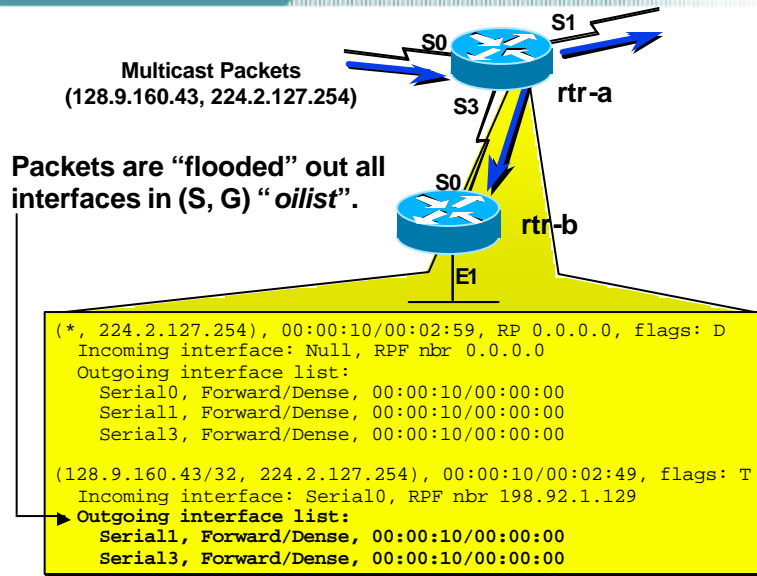 S1
S0
Multicast Packets
(128.9.160.43, 224.2.127.254)
rtr-a
S3
Packets are “flooded” out all
interfaces in (S, G) “oilist”.
S0
rtr-b
E1
(*, 224.2.127.254), 00:00:10/00:02:59, RP 0.0.0.0, flags: D
Incoming interface: Null, RPF nbr 0.0.0.0
Outgoing interface list:
Serial0, Forward/Dense, 00:00:10/00:00:00
Serial1, Forward/Dense, 00:00:10/00:00:00
Serial3, Forward/Dense, 00:00:10/00:00:00
(128.9.160.43/32, 224.2.127.254), 00:00:10/00:02:49, flags: T
Incoming interface: Serial0, RPF nbr 198.92.1.129
Outgoing interface list:
Serial1, Forward/Dense, 00:00:10/00:00:00
Serial3, Forward/Dense, 00:00:10/00:00:00